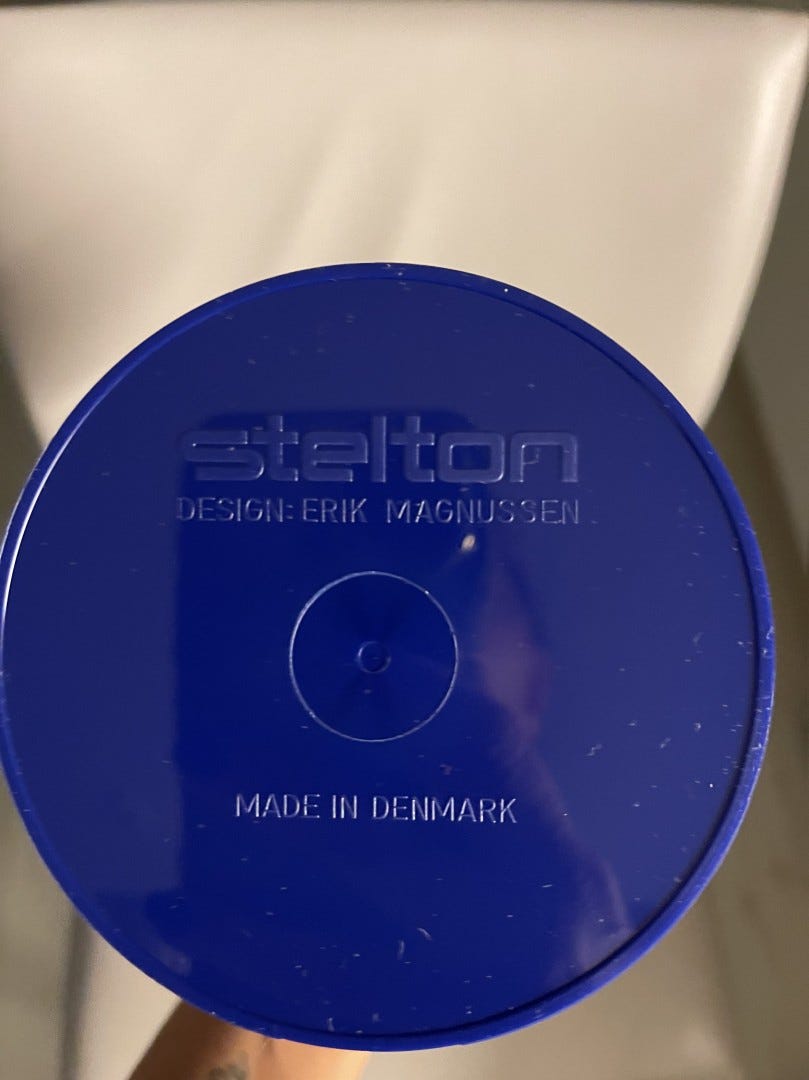 stelton
DESIGN: ERIK MAGNUSSEN
MADE IN DENMARK